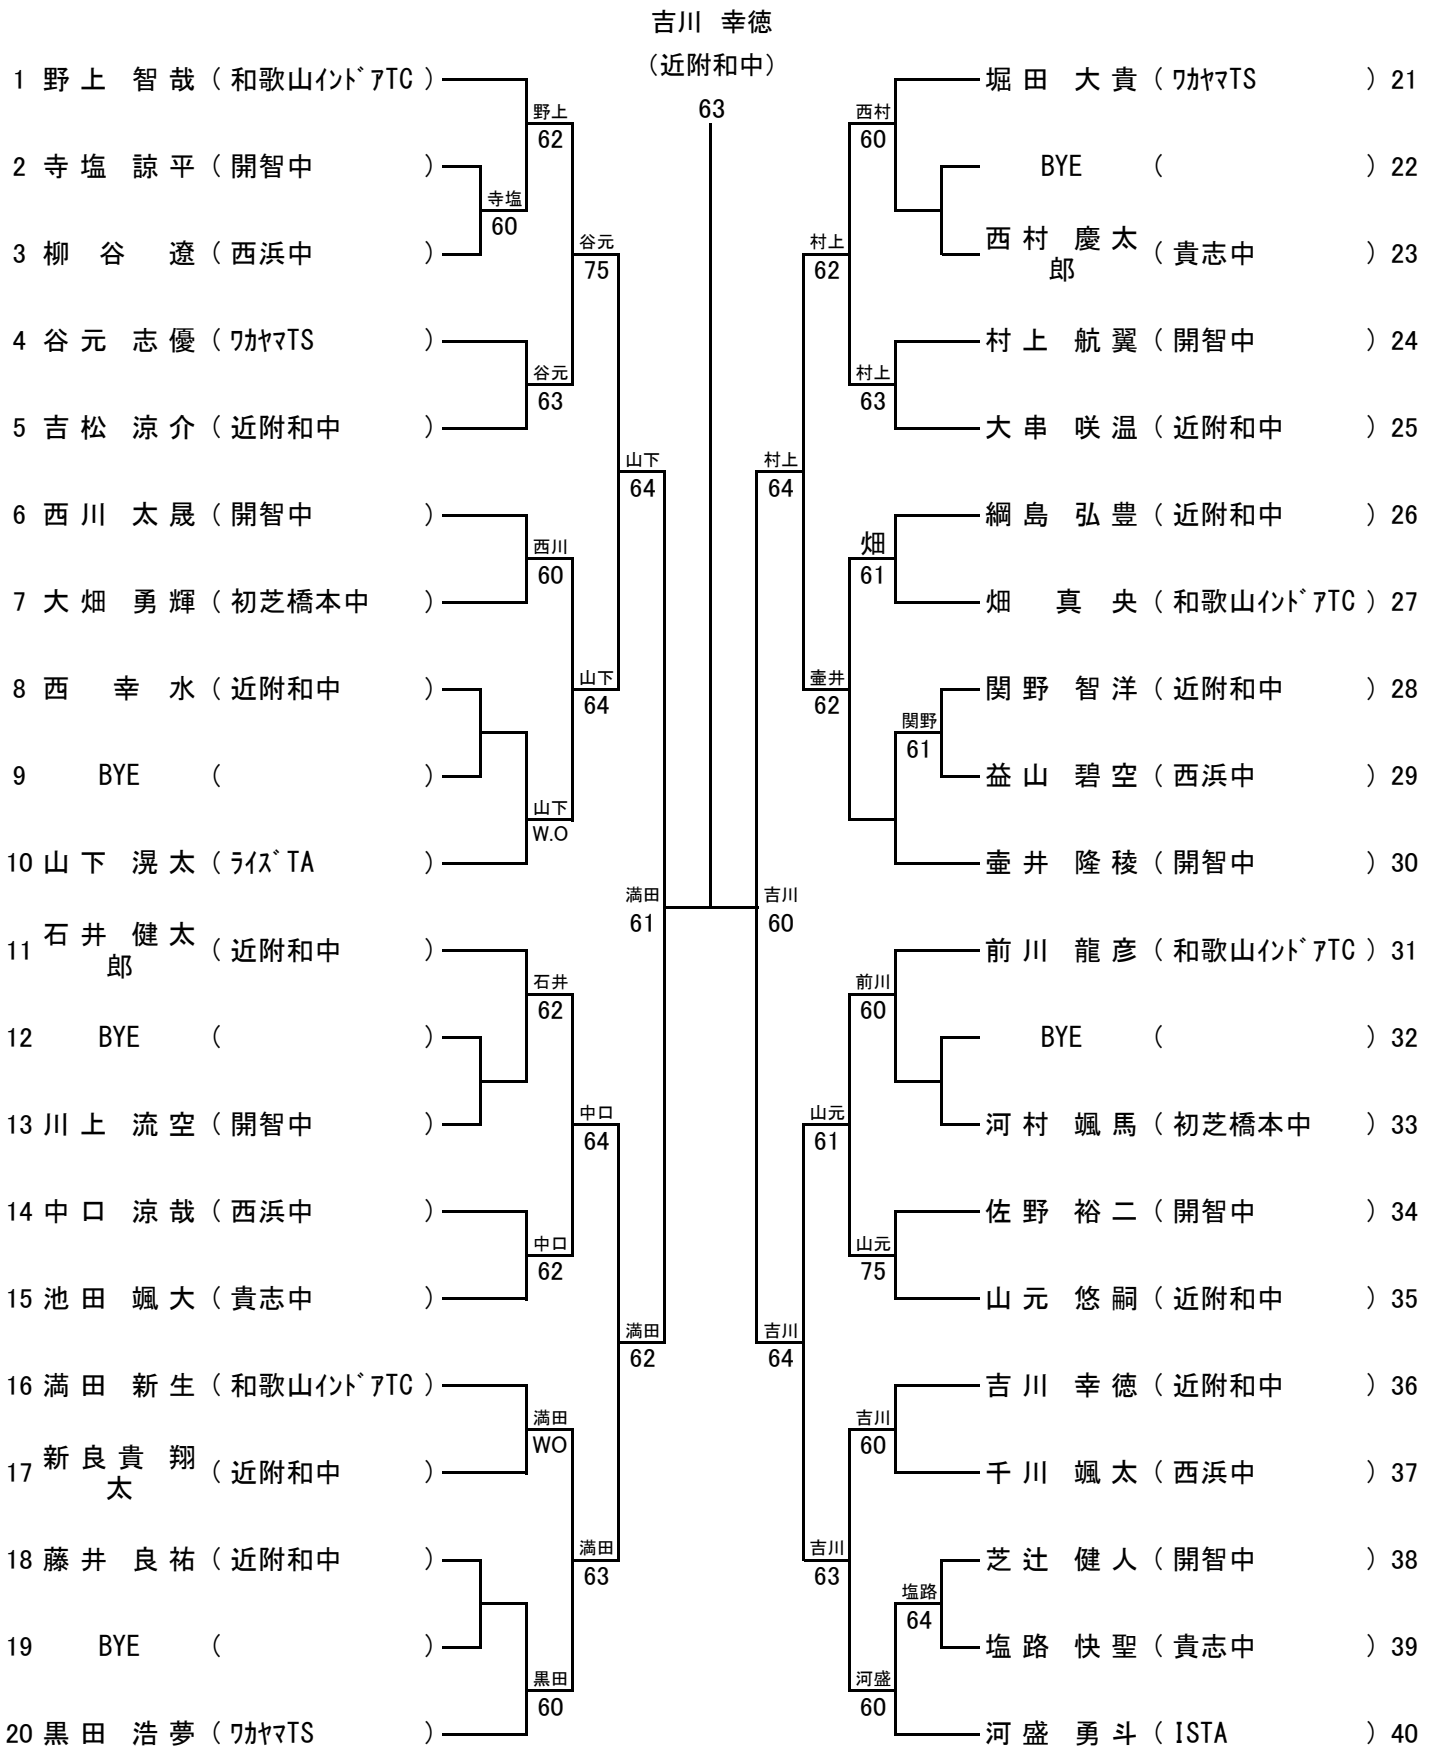 吉川 幸徳
（近附和中）
63
1 野上 智哉（和歌山ｲﾝﾄﾞｱTC）
2 寺塩 諒平（開智中）
3 柳谷 遼（西浜中）
4 谷元 志優（ﾜｶﾔﾏTS）
5 吉松 涼介（近附和中）
6 西川 太晟（開智中）
7 大畑 勇輝（初芝橋本中）
8 西 幸水（近附和中）
9 BYE（ ）
10 山下 滉太（ﾗｲｽﾞTA）
11 石井 健太郎（近附和中）
12 BYE（ ）
13 川上 流空（開智中）
14 中口 涼哉（西浜中）
15 池田 颯大（貴志中）
16 満田 新生（和歌山ｲﾝﾄﾞｱTC）
17 新良貴 翔太（近附和中）
18 藤井 良祐（近附和中）
19 BYE（ ）
20 黒田 浩夢（ﾜｶﾔﾏTS）
寺塩
60
野上
62
谷元
63
西川
60
山下
W.O
石井
62
中口
62
満田
WO
黒田
60
谷元
75
山下
64
中口
64
満田
63
山下
64
満田
62
満田
61
吉川
60
村上
64
吉川
64
村上
62
壷井
62
山元
61
吉川
63
西村
60
村上
63
畑
61
関野
61
前川
60
山元
75
吉川
60
塩路
64
河盛
60
堀田 大貴（ﾜｶﾔﾏTS）21
BYE（ ）22
西村 慶太郎（貴志中）23
村上 航翼（開智中）24
大串 咲温（近附和中）25
綱島 弘豊（近附和中）26
畑 真央（和歌山ｲﾝﾄﾞｱTC）27
関野 智洋（近附和中）28
益山 碧空（西浜中）29
壷井 隆稜（開智中）30
前川 龍彦（和歌山ｲﾝﾄﾞｱTC）31
BYE（ ）32
河村 颯馬（初芝橋本中）33
佐野 裕二（開智中）34
山元 悠嗣（近附和中）35
吉川 幸徳（近附和中）36
千川 颯太（西浜中）37
芝辻 健人（開智中）38
塩路 快聖（貴志中）39
河盛 勇斗（ISTA）40